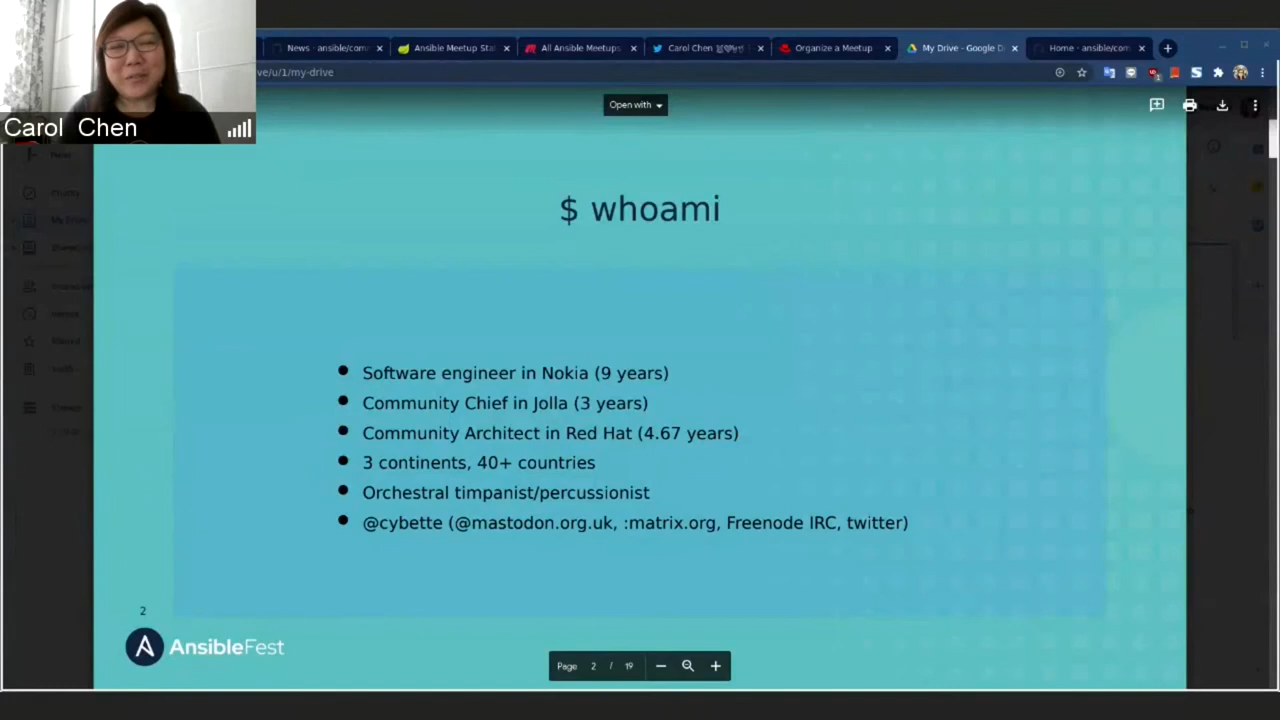 Carol Chen
News · ansible/com
Ansible Meetup Sta
All Ansible Meetups
Carol Chen
Organize a Meetup
My Drive - Google D
Home · ansible/com
ve/u/1/my-drive
Open with
$ whoami
Software engineer in Nokia (9 years)
Community Chief in Jolla (3 years)
Community Architect in Red Hat (4.67 years)
3 continents, 40+ countries
Orchestral timpanist/percussionist
@cybette (@mastodon.org.uk, :matrix.org, Freenode IRC, twitter)
2
AnsibleFest
Page 2 / 19